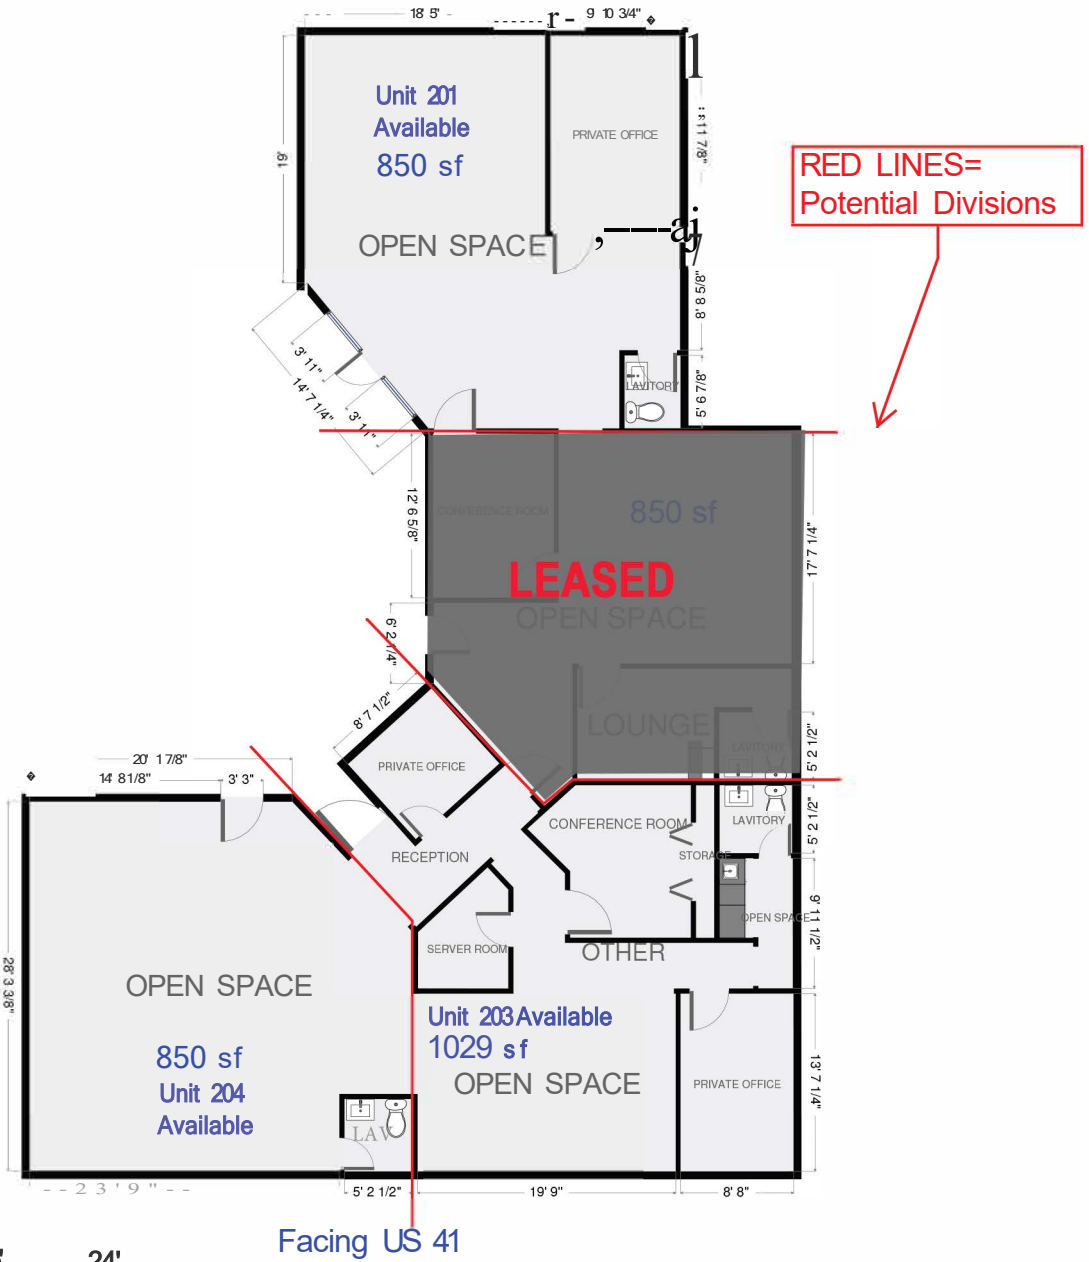 18' 5"
9' 10 3/4"
Unit 201
Available
850 sf
PRIVATE OFFICE
11 7/8"
19'
RED LINES=
Potential Divisions
OPEN SPACE
8' 8 5/8"
3' 11"
14' 7 1/4"
3' 11"
LAVITORY
5' 6 7/8"
12' 6 5/8"
CONFERENCE ROOM
850 sf
17' 7 1/4"
LEASED
OPEN SPACE
6' 2 1/4"
8' 7 1/2"
LOUNGE
LAVITORY
5' 2 1/2"
20' 1 7/8"
14' 8 1/8"
3' 3"
PRIVATE OFFICE
CONFERENCE ROOM
LAVITORY
5' 2 1/2"
RECEPTION
STORAGE
OPEN SPACE
9' 11 1/2"
SERVER ROOM
OTHER
28' 3 3/8"
OPEN SPACE
Unit 203 Available
1029 sf
850 sf
Unit 204
Available
OPEN SPACE
PRIVATE OFFICE
13' 7 1/4"
LAV
23' 9"
5' 2 1/2"
19' 9"
8' 8"
Facing US 41
24'